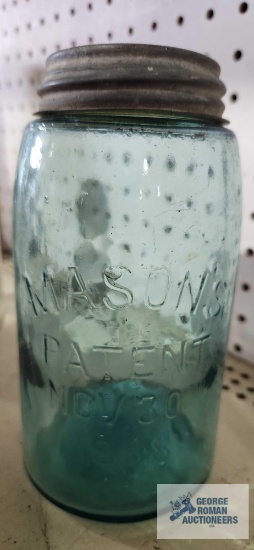 MASON'S
PATENT
NOV 30
GEORGE
ROMAN
AUCTIONEERS